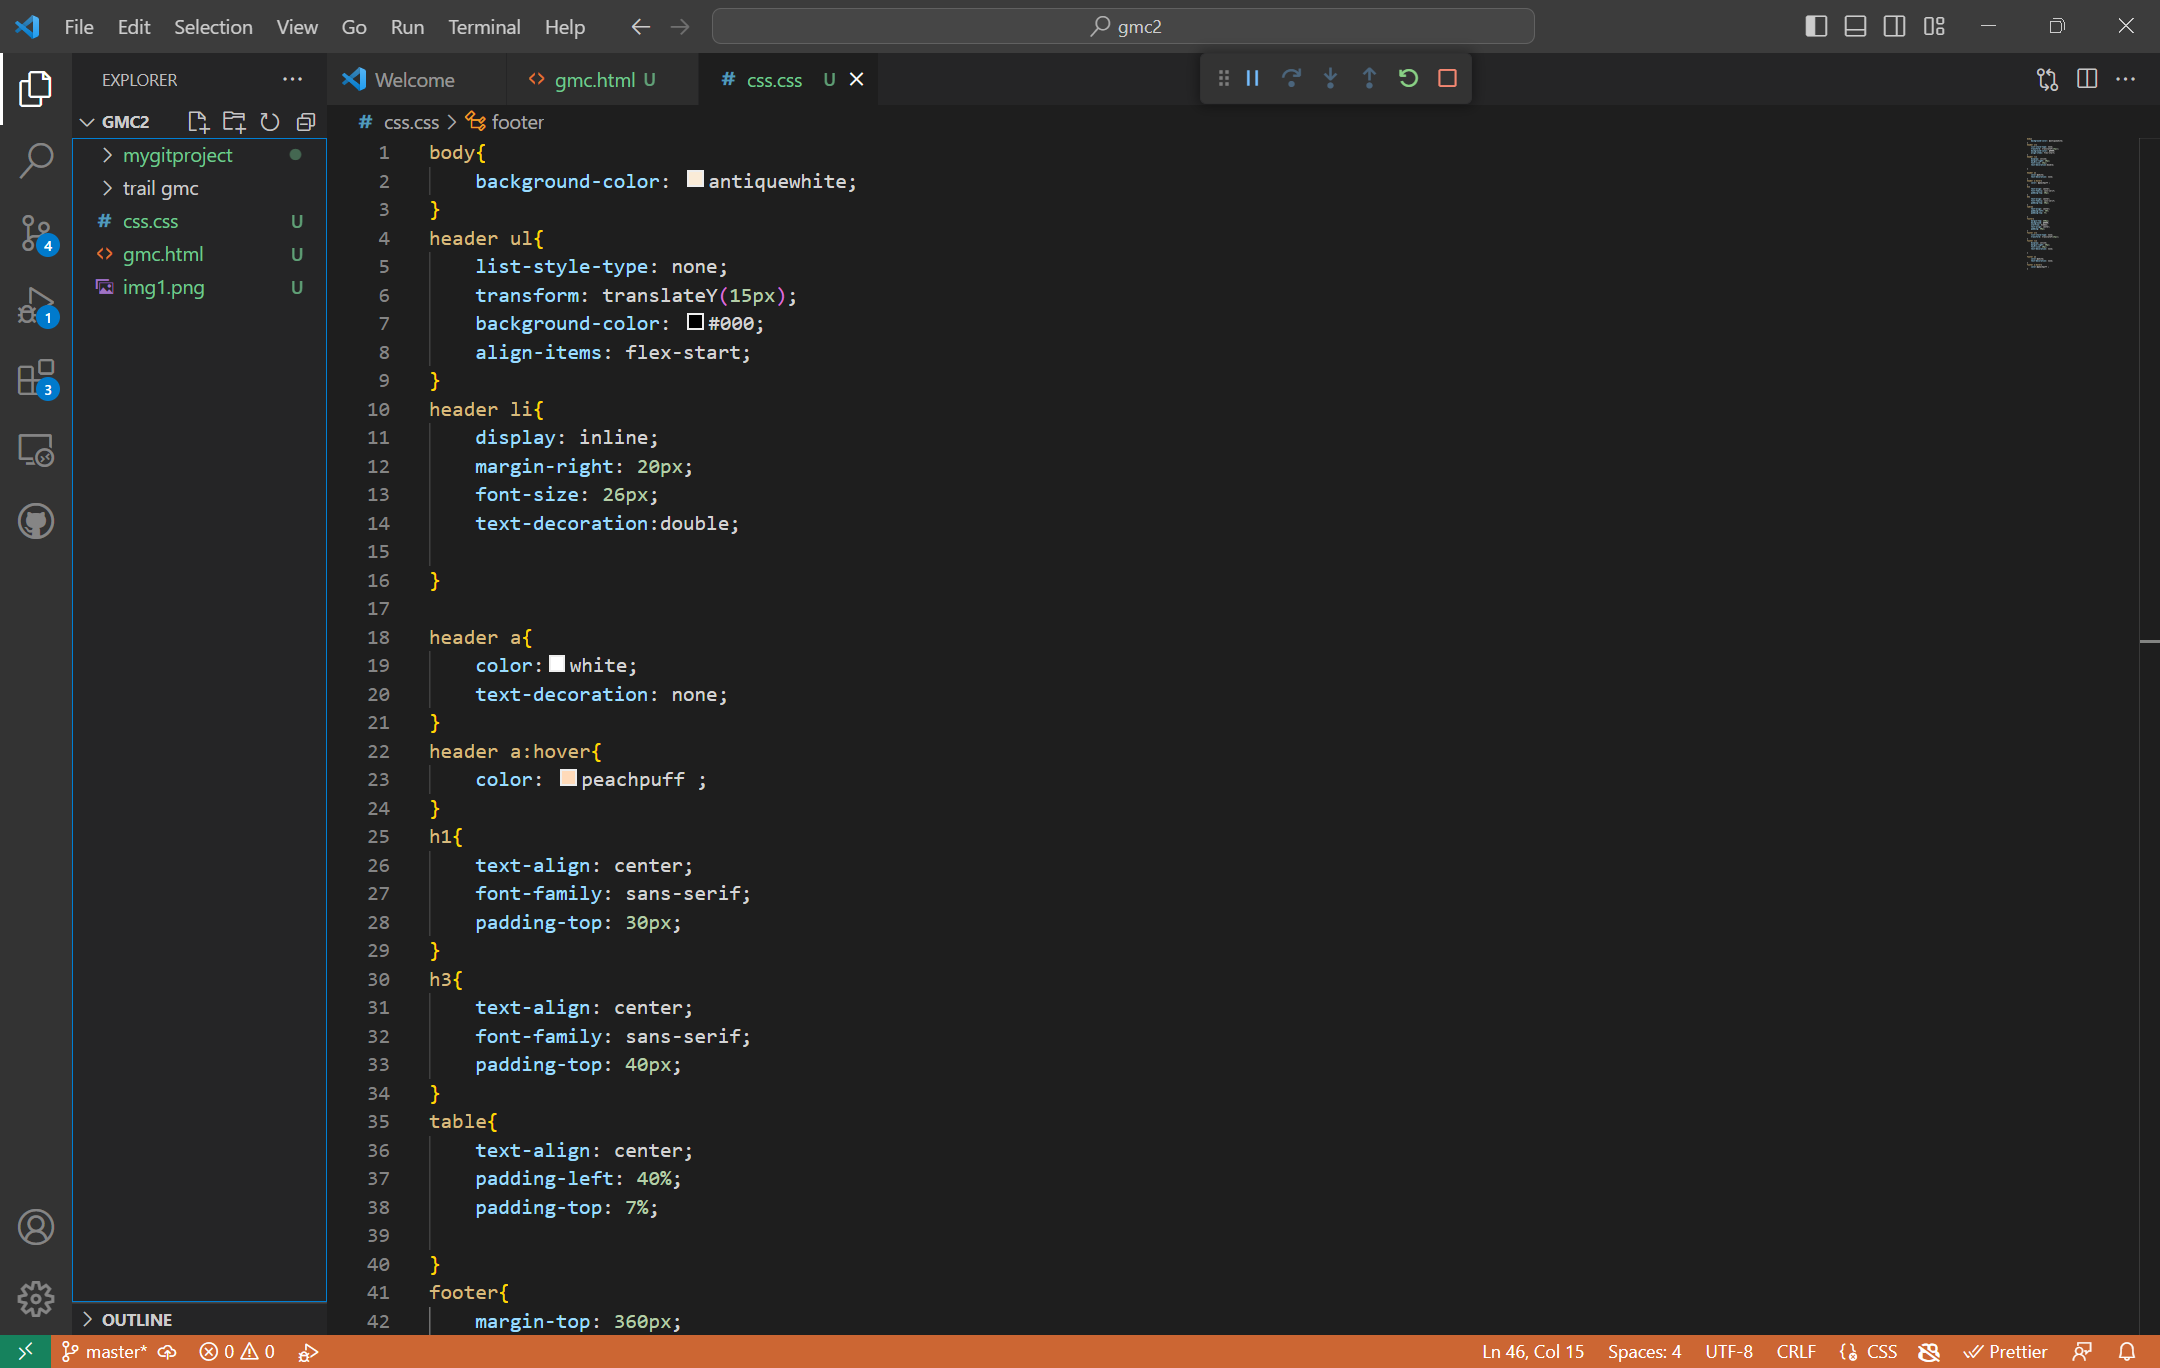 File Edit Selection View Go Run Terminal Help
gmc2
EXPLORER
Welcome
gmc.html U
# css.css U
GMC2
mygitproject
trail gmc
# css.css U
gmc.html U
img1.png U
OUTLINE
4
1
3
# css.css > footer
1 body{
2 background-color: antiquewhite;
3 }
4 header ul{
5 list-style-type: none;
6 transform: translateY(15px);
7 background-color: #000;
8 align-items: flex-start;
9 }
10 header li{
11 display: inline;
12 margin-right: 20px;
13 font-size: 26px;
14 text-decoration:double;
15
16 }
17
18 header a{
19 color:white;
20 text-decoration: none;
21 }
22 header a:hover{
23 color: peachpuff ;
24 }
25 h1{
26 text-align: center;
27 font-family: sans-serif;
28 padding-top: 30px;
29 }
30 h3{
31 text-align: center;
32 font-family: sans-serif;
33 padding-top: 40px;
34 }
35 table{
36 text-align: center;
37 padding-left: 40%;
38 padding-top: 7%;
39
40 }
41 footer{
42 margin-top: 360px;
master* 0 0 Ln 46, Col 15 Spaces: 4 UTF-8 CRLF CSS Prettier